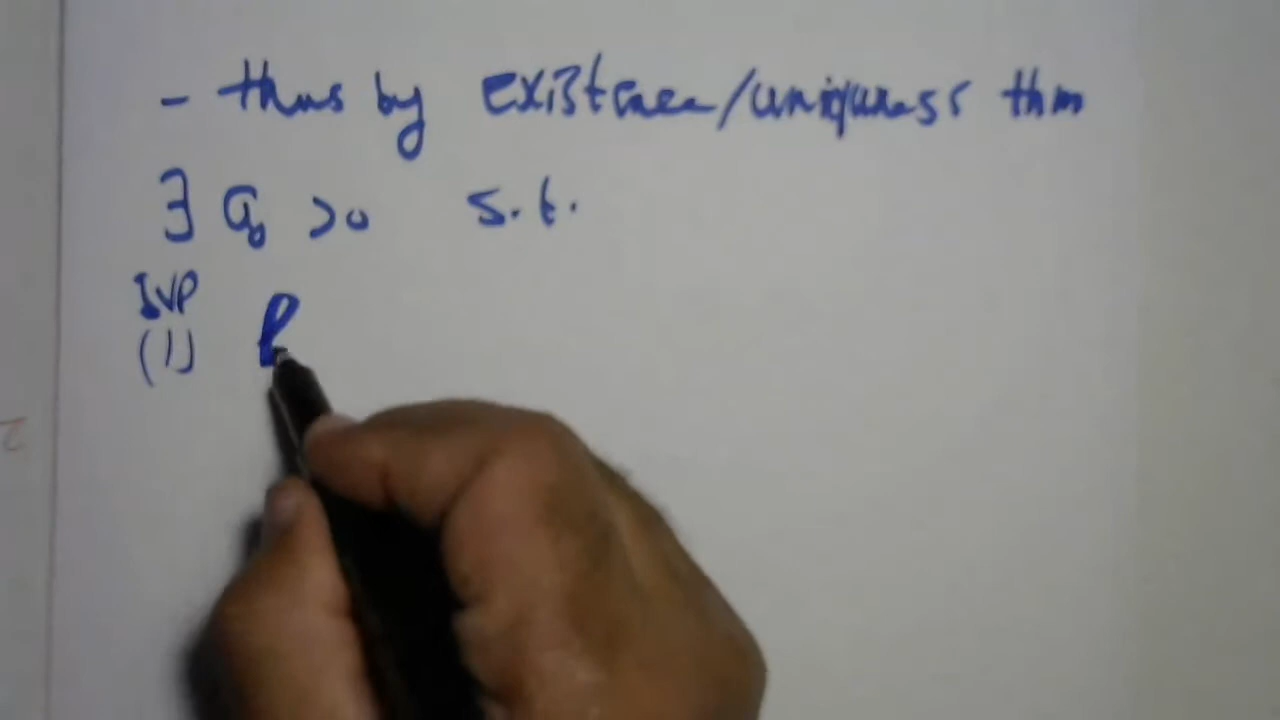 - thus by existence/uniqueness thm
∃ a₀ >0 s.t.
IVP
(1)